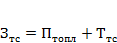 Зтс = Птопл + Ттс